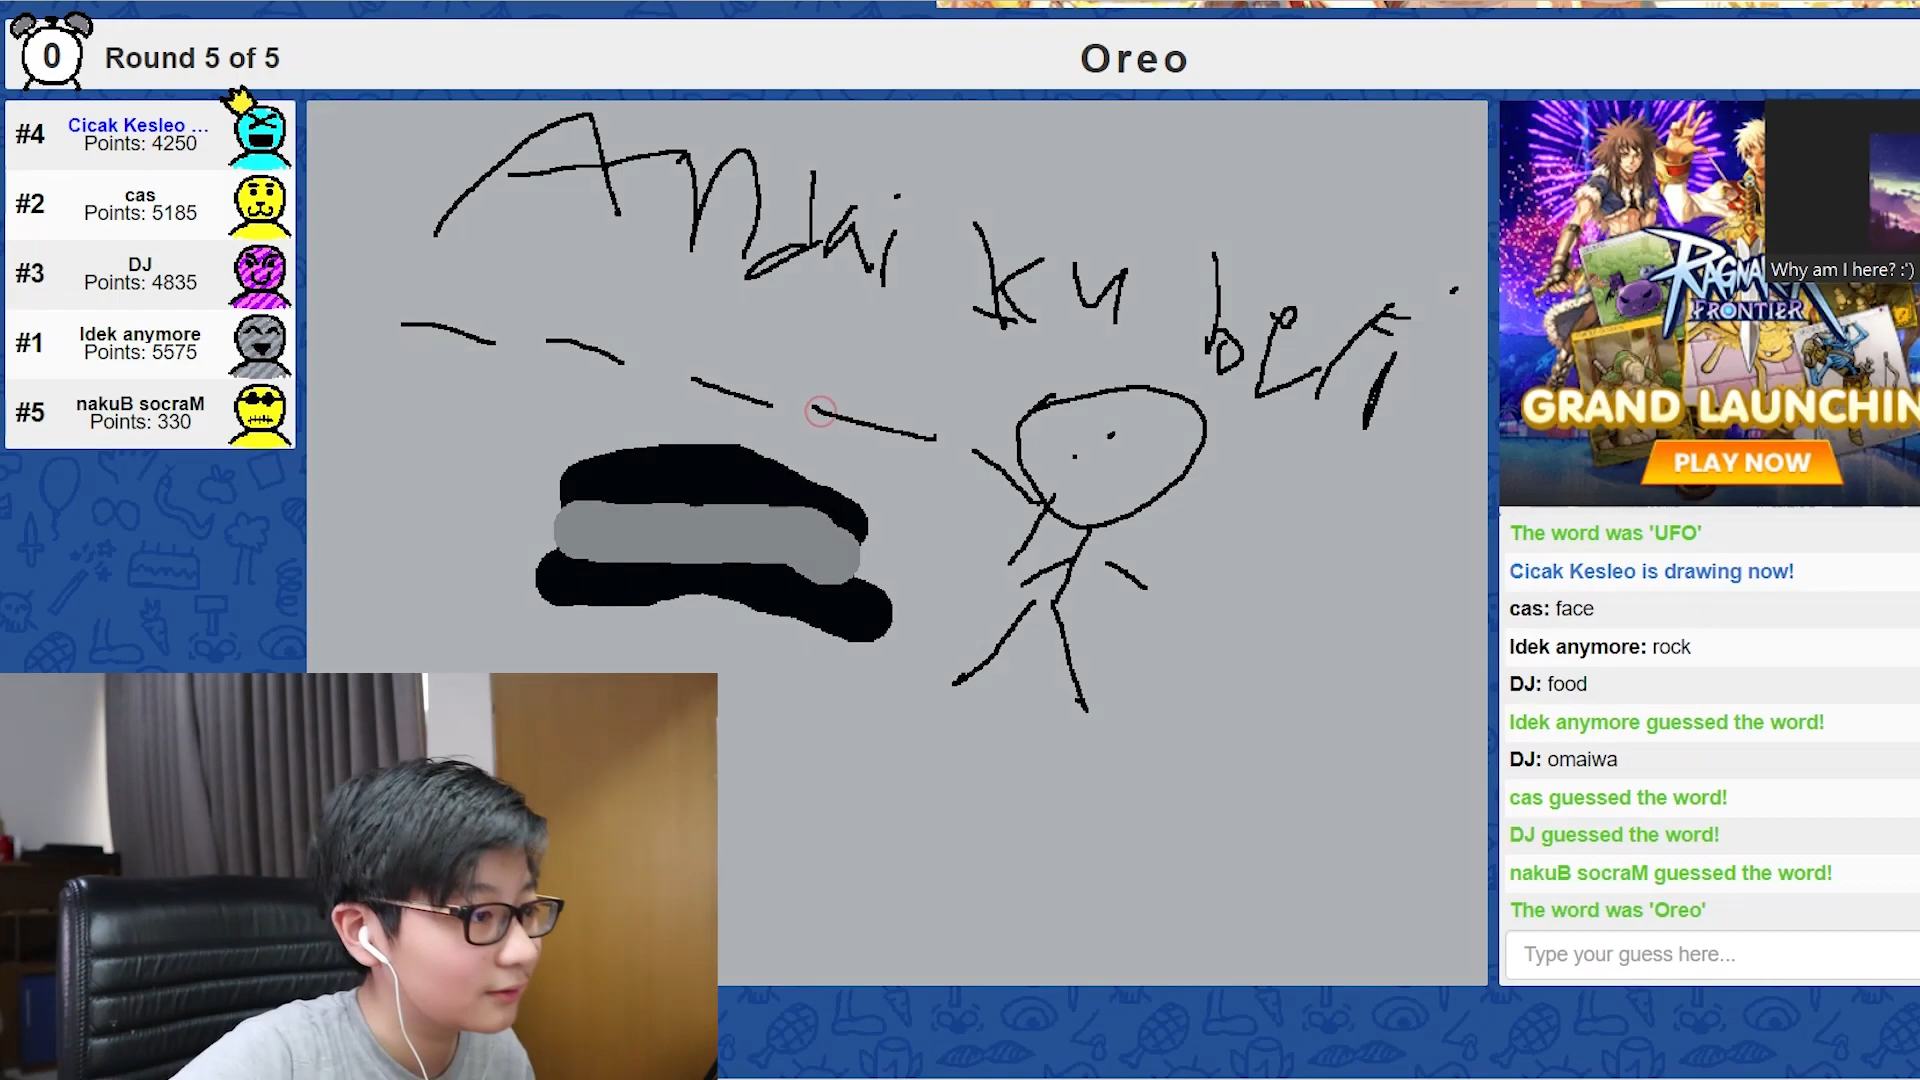 0
Round 5 of 5
Oreo
#4
Cicak Kesleo ...
Points: 4250
#2
cas
Points: 5185
#3
DJ
Points: 4835
#1
Idek anymore
Points: 5575
#5
nakuB socraM
Points: 330
Andai ku beri
Why am I here? :')
FRONTIER
GRAND LAUNCHIN
PLAY NOW
The word was 'UFO'
Cicak Kesleo is drawing now!
cas: face
Idek anymore: rock
DJ: food
Idek anymore guessed the word!
DJ: omaiwa
cas guessed the word!
DJ guessed the word!
nakuB socraM guessed the word!
The word was 'Oreo'
Type your guess here...